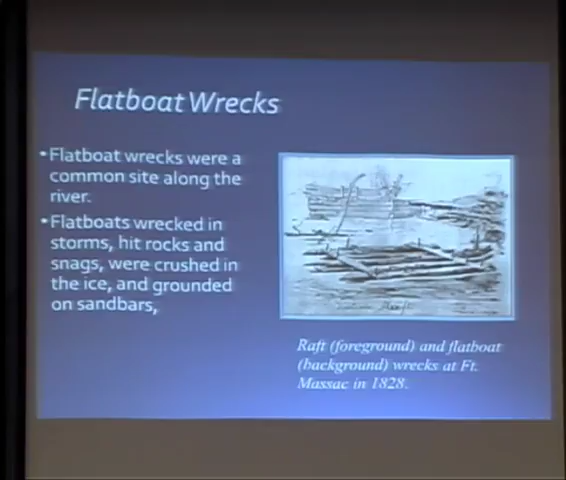 Flatboat Wrecks
•Flatboat wrecks were a
common site along the
river.
•Flatboats wrecked in
storms, hit rocks and
snags, were crushed in
the ice, and grounded
on sandbars,
Raft (foreground) and flatboat
(background) wrecks at Ft.
Massac in 1828.